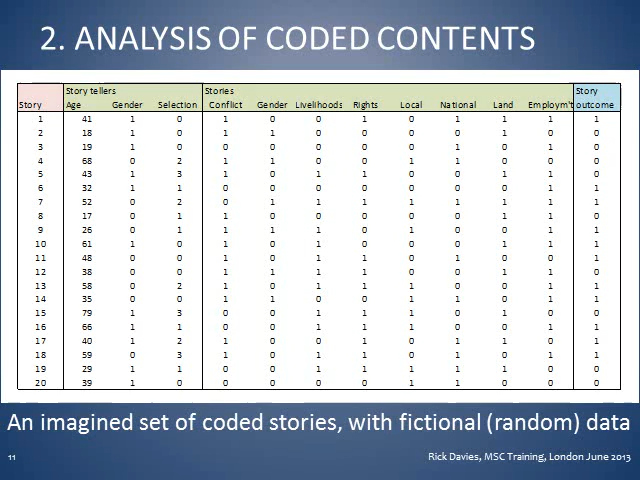 2. ANALYSIS OF CODED CONTENTS
Story tellers Stories Story
Story Age Gender Selection Conflict Gender Livelihoods Rights Local National Land Employm't outcome
1 41 1 0 1 0 0 1 0 1 1 1 1
2 18 1 0 1 1 0 0 0 0 1 0 0
3 19 1 0 0 0 0 0 0 1 0 1 0
4 68 0 2 1 1 0 0 1 1 0 0 0
5 43 1 3 1 0 1 1 0 0 1 1 0
6 32 1 1 0 0 0 0 0 0 0 1 1
7 52 0 2 0 1 1 1 1 1 1 1 1
8 17 0 1 1 0 0 0 0 0 1 1 0
9 26 0 1 1 1 1 0 1 0 0 1 1
10 61 1 0 1 0 1 0 0 0 1 1 1
11 48 0 0 1 0 1 1 0 1 0 0 1
12 38 0 0 1 1 1 1 0 0 1 1 0
13 58 0 2 1 0 1 1 0 1 0 1 1
14 35 0 0 1 1 0 0 1 1 0 1 1
15 79 1 3 0 0 1 1 1 0 1 0 0
16 66 1 1 0 0 1 1 1 0 0 1 1
17 40 1 2 1 0 0 1 0 1 1 0 1
18 59 0 3 1 0 1 1 0 1 0 1 1
19 29 1 1 0 0 1 1 1 1 1 0 0
20 39 1 0 0 0 0 0 1 1 0 0 0
An imagined set of coded stories, with fictional (random) data
11 Rick Davies, MSC Training, London June 2013